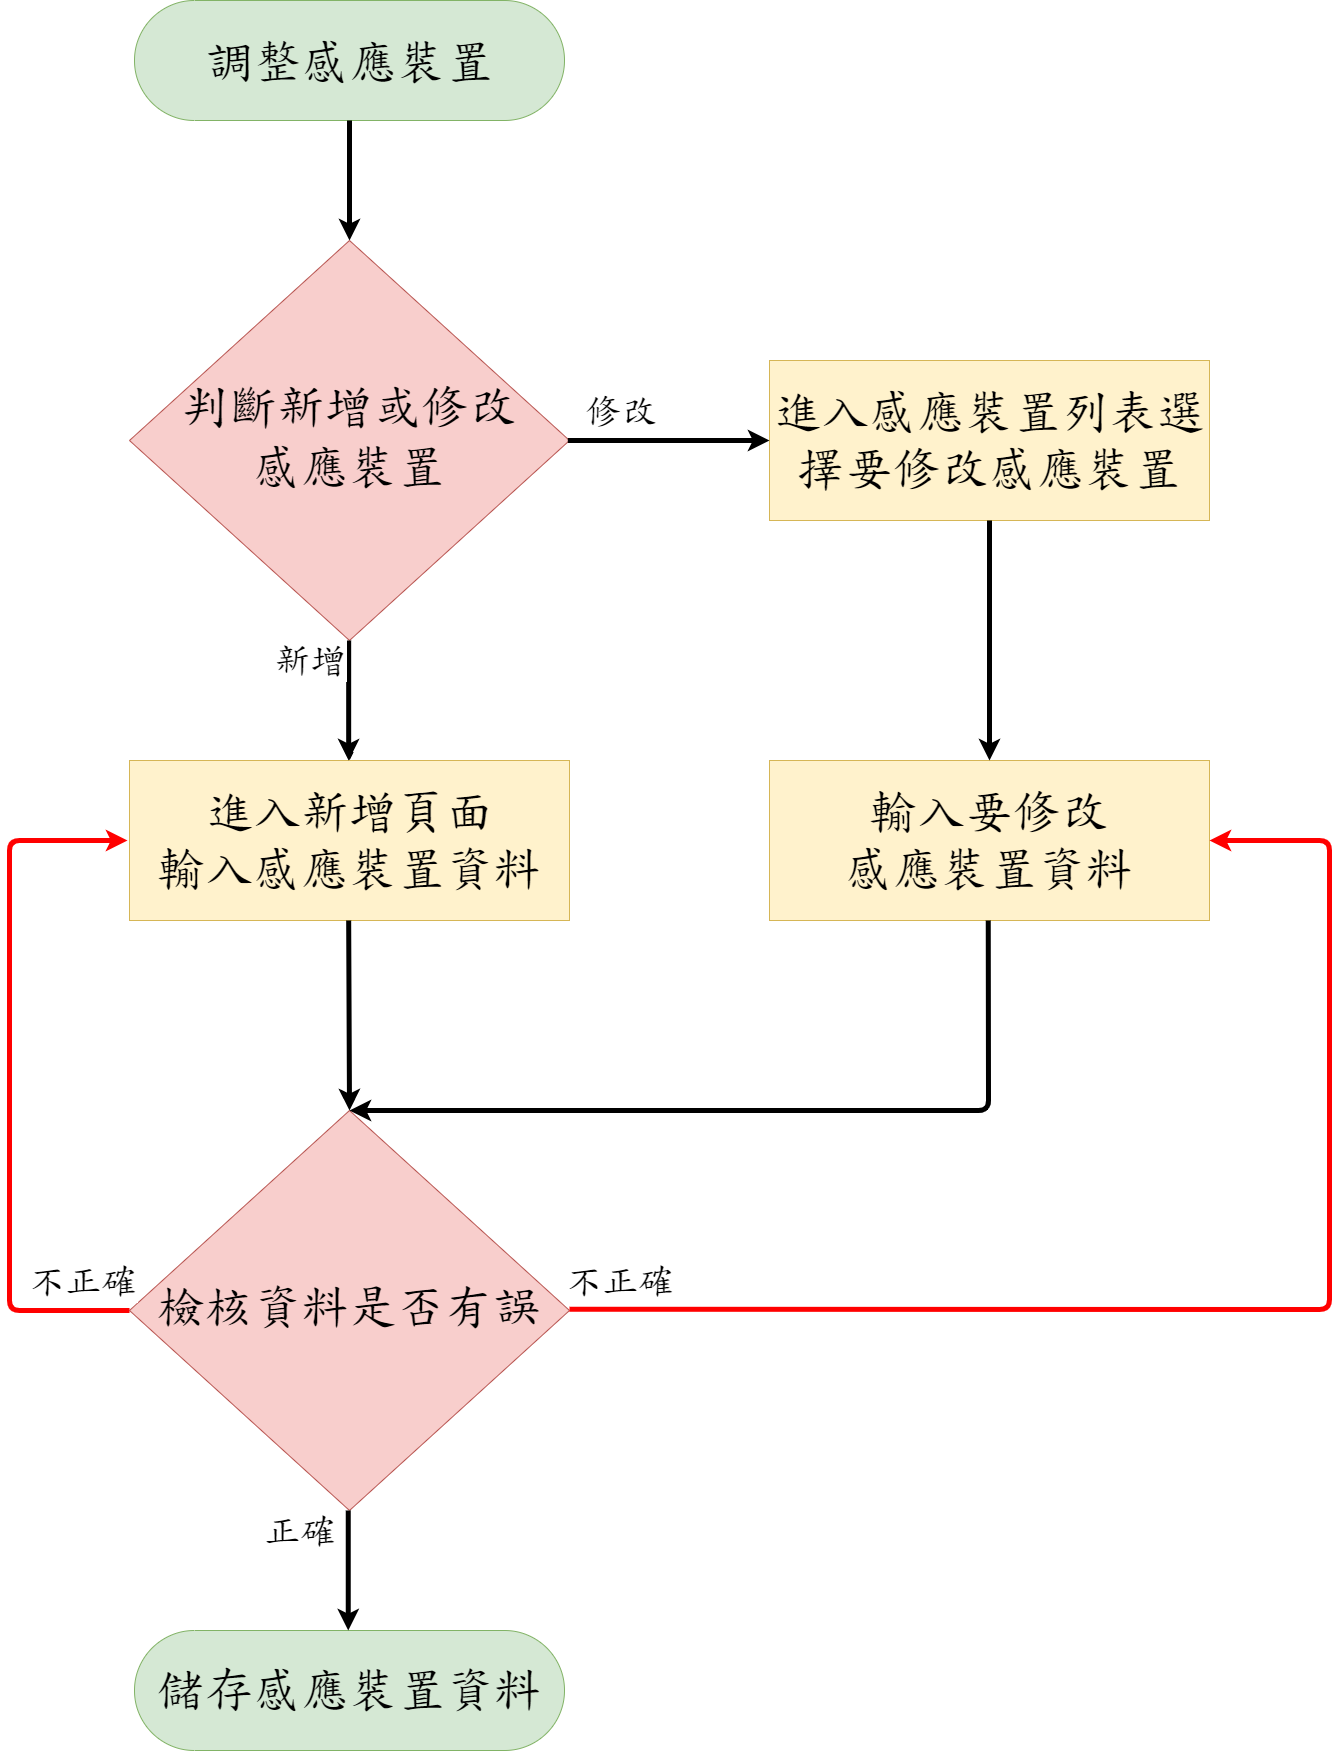 調整感應裝置
判斷新增或修改
感應裝置
修改
進入感應裝置列表選
擇要修改感應裝置
新增
進入新增頁面
輸入感應裝置資料
輸入要修改
感應裝置資料
不正確
檢核資料是否有誤
不正確
正確
儲存感應裝置資料